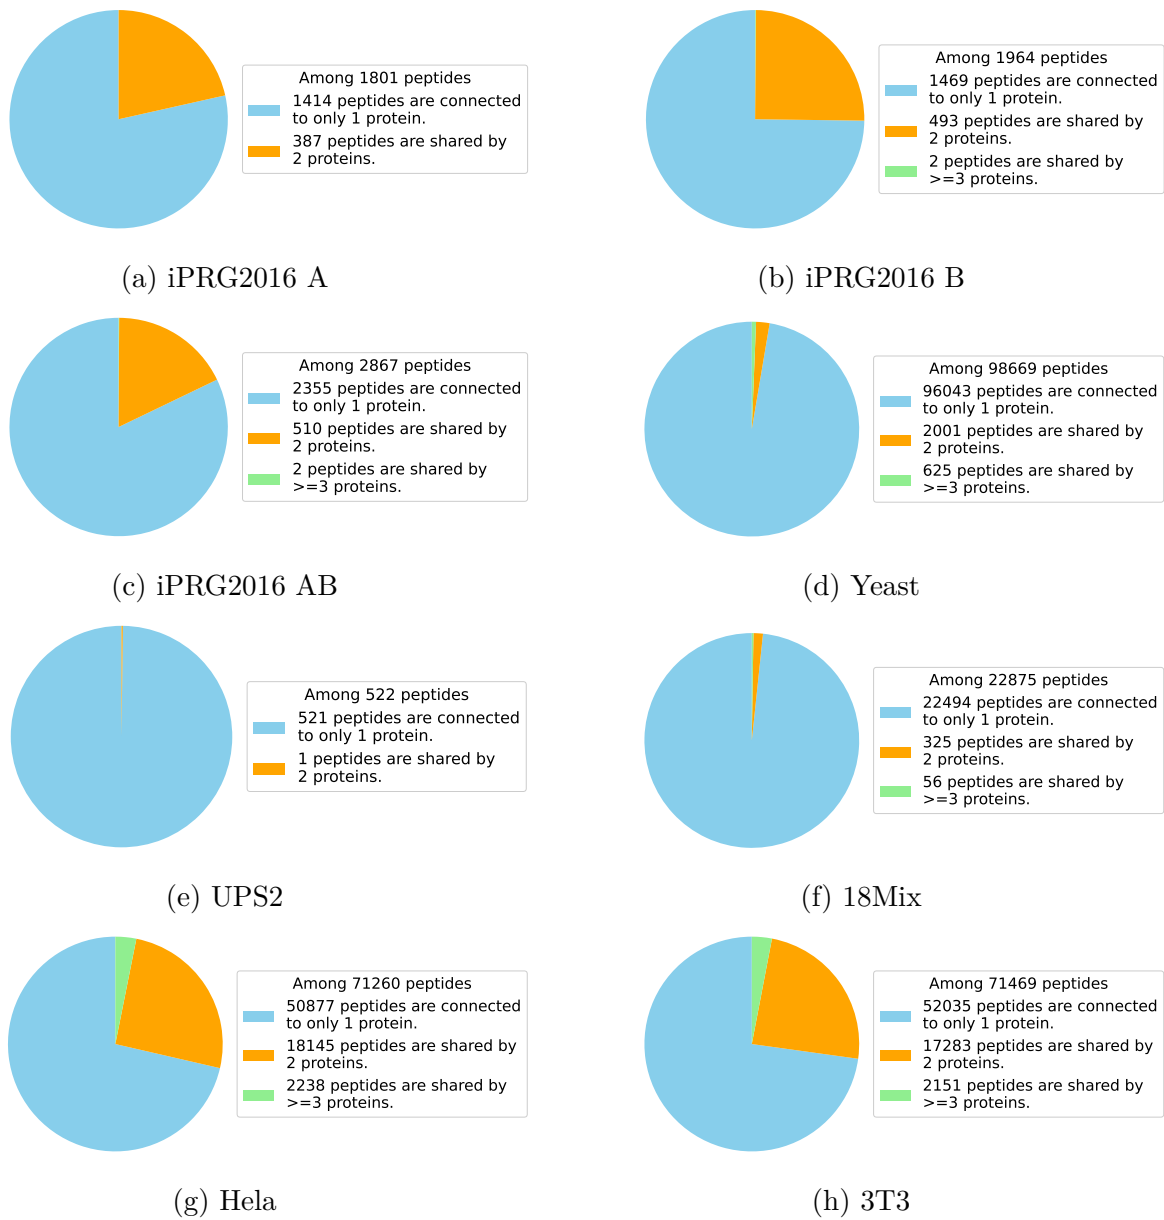 Among 1801 peptides
1414 peptides are connected
to only 1 protein.
387 peptides are shared by
2 proteins.
(a) iPRG2016 A
Among 1964 peptides
1469 peptides are connected
to only 1 protein.
493 peptides are shared by
2 proteins.
2 peptides are shared by
>=3 proteins.
(b) iPRG2016 B
Among 2867 peptides
2355 peptides are connected
to only 1 protein.
510 peptides are shared by
2 proteins.
2 peptides are shared by
>=3 proteins.
(c) iPRG2016 AB
Among 98669 peptides
96043 peptides are connected
to only 1 protein.
2001 peptides are shared by
2 proteins.
625 peptides are shared by
>=3 proteins.
(d) Yeast
Among 522 peptides
521 peptides are connected
to only 1 protein.
1 peptides are shared by
2 proteins.
(e) UPS2
Among 22875 peptides
22494 peptides are connected
to only 1 protein.
325 peptides are shared by
2 proteins.
56 peptides are shared by
>=3 proteins.
(f) 18Mix
Among 71260 peptides
50877 peptides are connected
to only 1 protein.
18145 peptides are shared by
2 proteins.
2238 peptides are shared by
>=3 proteins.
(g) Hela
Among 71469 peptides
52035 peptides are connected
to only 1 protein.
17283 peptides are shared by
2 proteins.
2151 peptides are shared by
>=3 proteins.
(h) 3T3